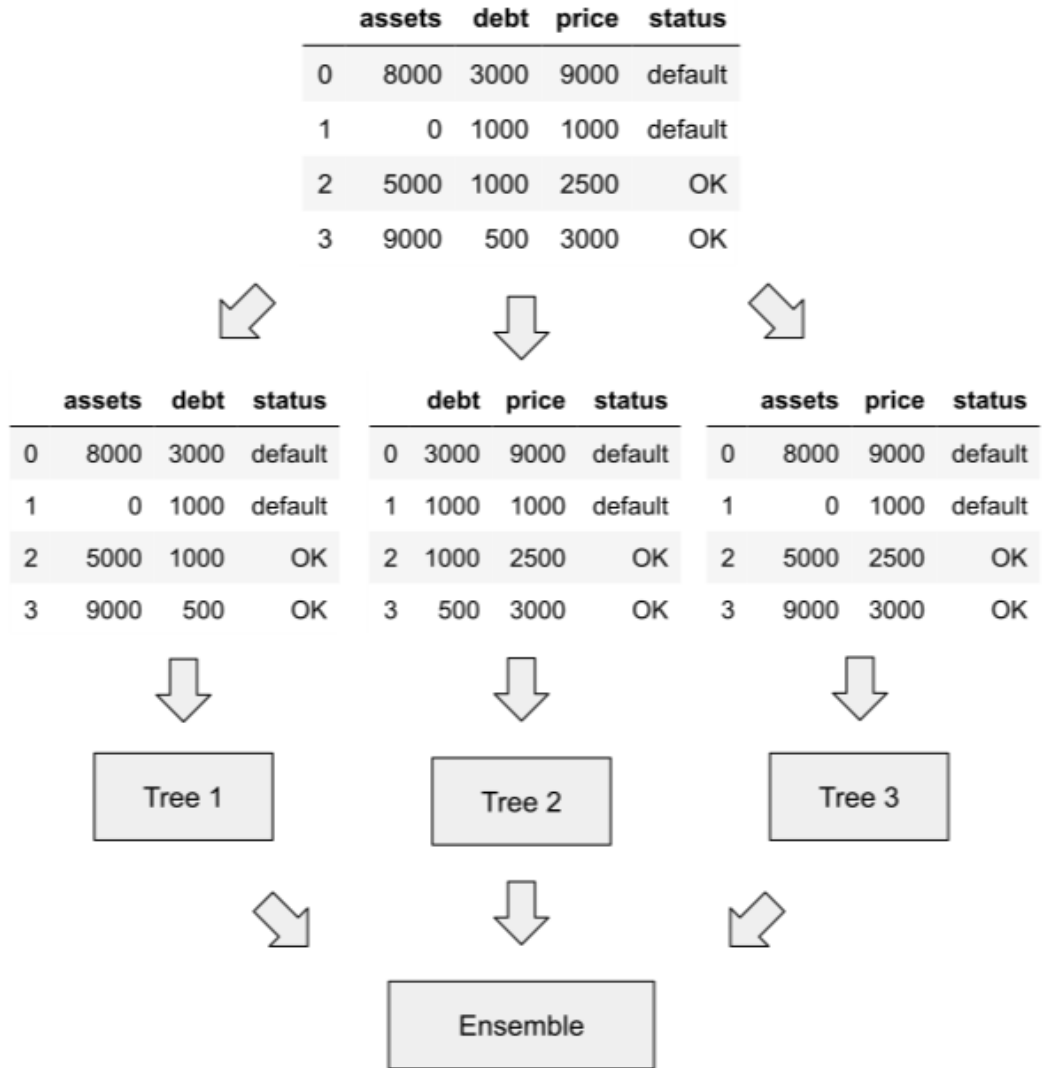 assets debt price status
0 8000 3000 9000 default
1 0 1000 1000 default
2 5000 1000 2500 OK
3 9000 500 3000 OK
assets debt status
0 8000 3000 default
1 0 1000 default
2 5000 1000 OK
3 9000 500 OK
debt price status
0 3000 9000 default
1 1000 1000 default
2 1000 2500 OK
3 500 3000 OK
assets price status
0 8000 9000 default
1 0 1000 default
2 5000 2500 OK
3 9000 3000 OK
Tree 1
Tree 2
Tree 3
Ensemble